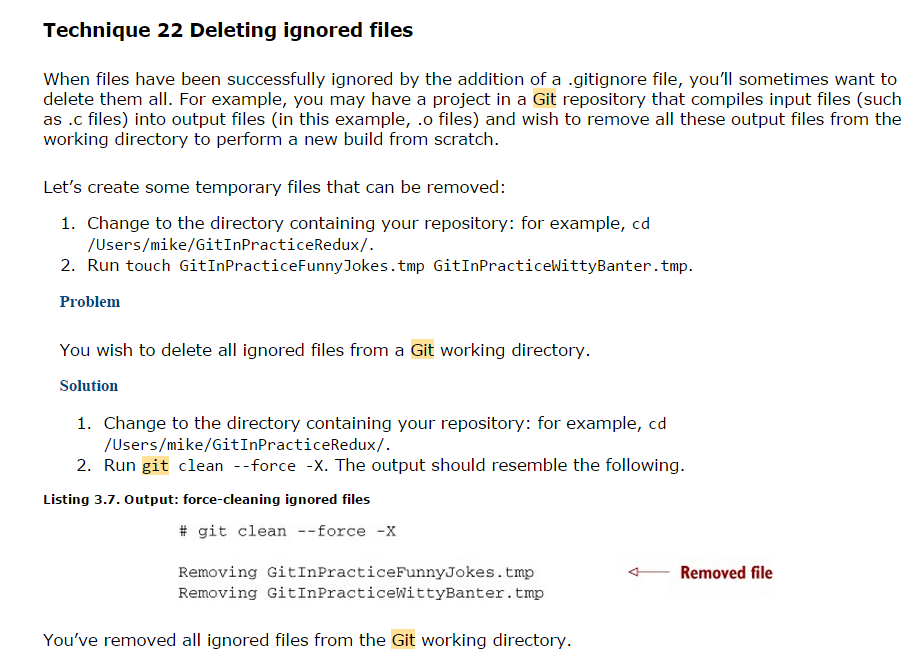 Technique 22 Deleting ignored files
When files have been successfully ignored by the addition of a .gitignore file, you’ll sometimes want to
delete them all. For example, you may have a project in a Git repository that compiles input files (such
as .c files) into output files (in this example, .o files) and wish to remove all these output files from the
working directory to perform a new build from scratch.
Let’s create some temporary files that can be removed:
1. Change to the directory containing your repository: for example, cd
/Users/mike/GitInPracticeRedux/.
2. Run touch GitInPracticeFunnyJokes.tmp GitInPracticeWittyBanter.tmp.
Problem
You wish to delete all ignored files from a Git working directory.
Solution
1. Change to the directory containing your repository: for example, cd
/Users/mike/GitInPracticeRedux/.
2. Run git clean --force -X. The output should resemble the following.
Listing 3.7. Output: force-cleaning ignored files
# git clean --force -X
Removing GitInPracticeFunnyJokes.tmp Removed file
Removing GitInPracticeWittyBanter.tmp
You’ve removed all ignored files from the Git working directory.